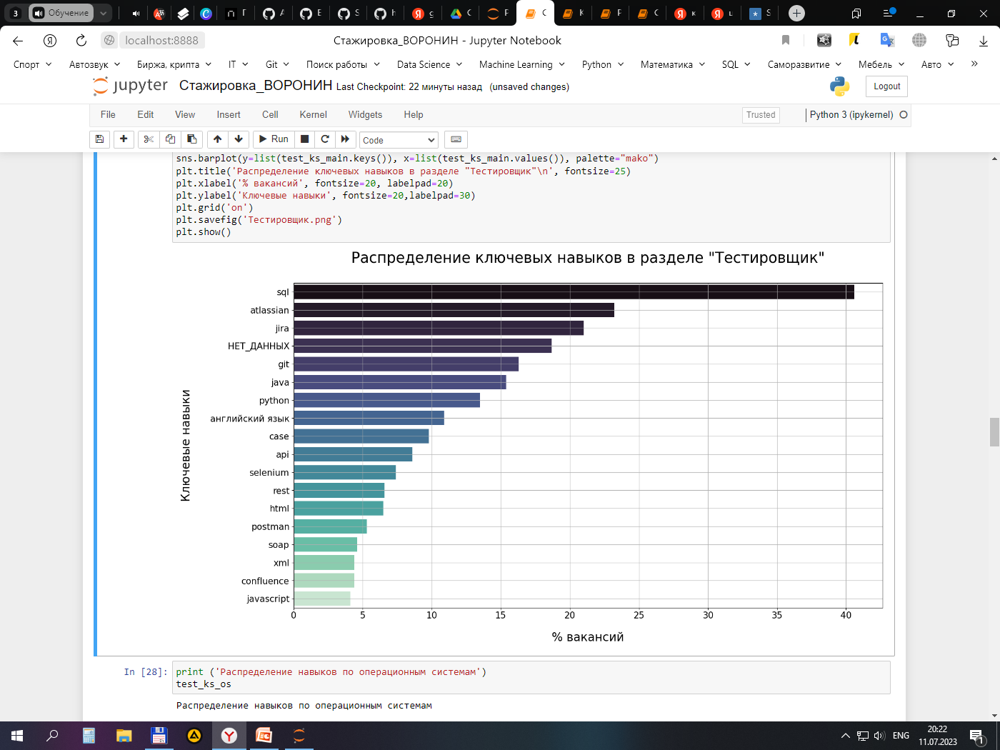 3
Обучение
localhost:8888
Стажировка_ВОРОНИН - Jupyter Notebook
Спорт Автозвук Биржа, крипта IT Git Поиск работы Data Science Machine Learning Python Математика SQL Саморазвитие Мебель Авто »
jupyter Стажировка_ВОРОНИН Last Checkpoint: 22 минуты назад (unsaved changes) Logout
File Edit View Insert Cell Kernel Widgets Help Trusted Python 3 (ipykernel)
Run Code
sns.barplot(y=list(test_ks_main.keys()), x=list(test_ks_main.values()), palette="mako")
plt.title('Распределение ключевых навыков в разделе "Тестировщик"\n', fontsize=25)
plt.xlabel('% вакансий', fontsize=20, labelpad=20)
plt.ylabel('Ключевые навыки', fontsize=20,labelpad=30)
plt.grid('on')
plt.savefig('Тестировщик.png')
plt.show()
Распределение ключевых навыков в разделе "Тестировщик"
Ключевые навыки
sql
atlassian
jira
НЕТ_ДАННЫХ
git
java
python
английский язык
case
api
selenium
rest
html
postman
soap
xml
confluence
javascript
0 5 10 15 20 25 30 35 40
% вакансий
In [28]: print ('Распределение навыков по операционным системам')
test_ks_os
Распределение навыков по операционным системам
ENG
20:22
11.07.2023
1